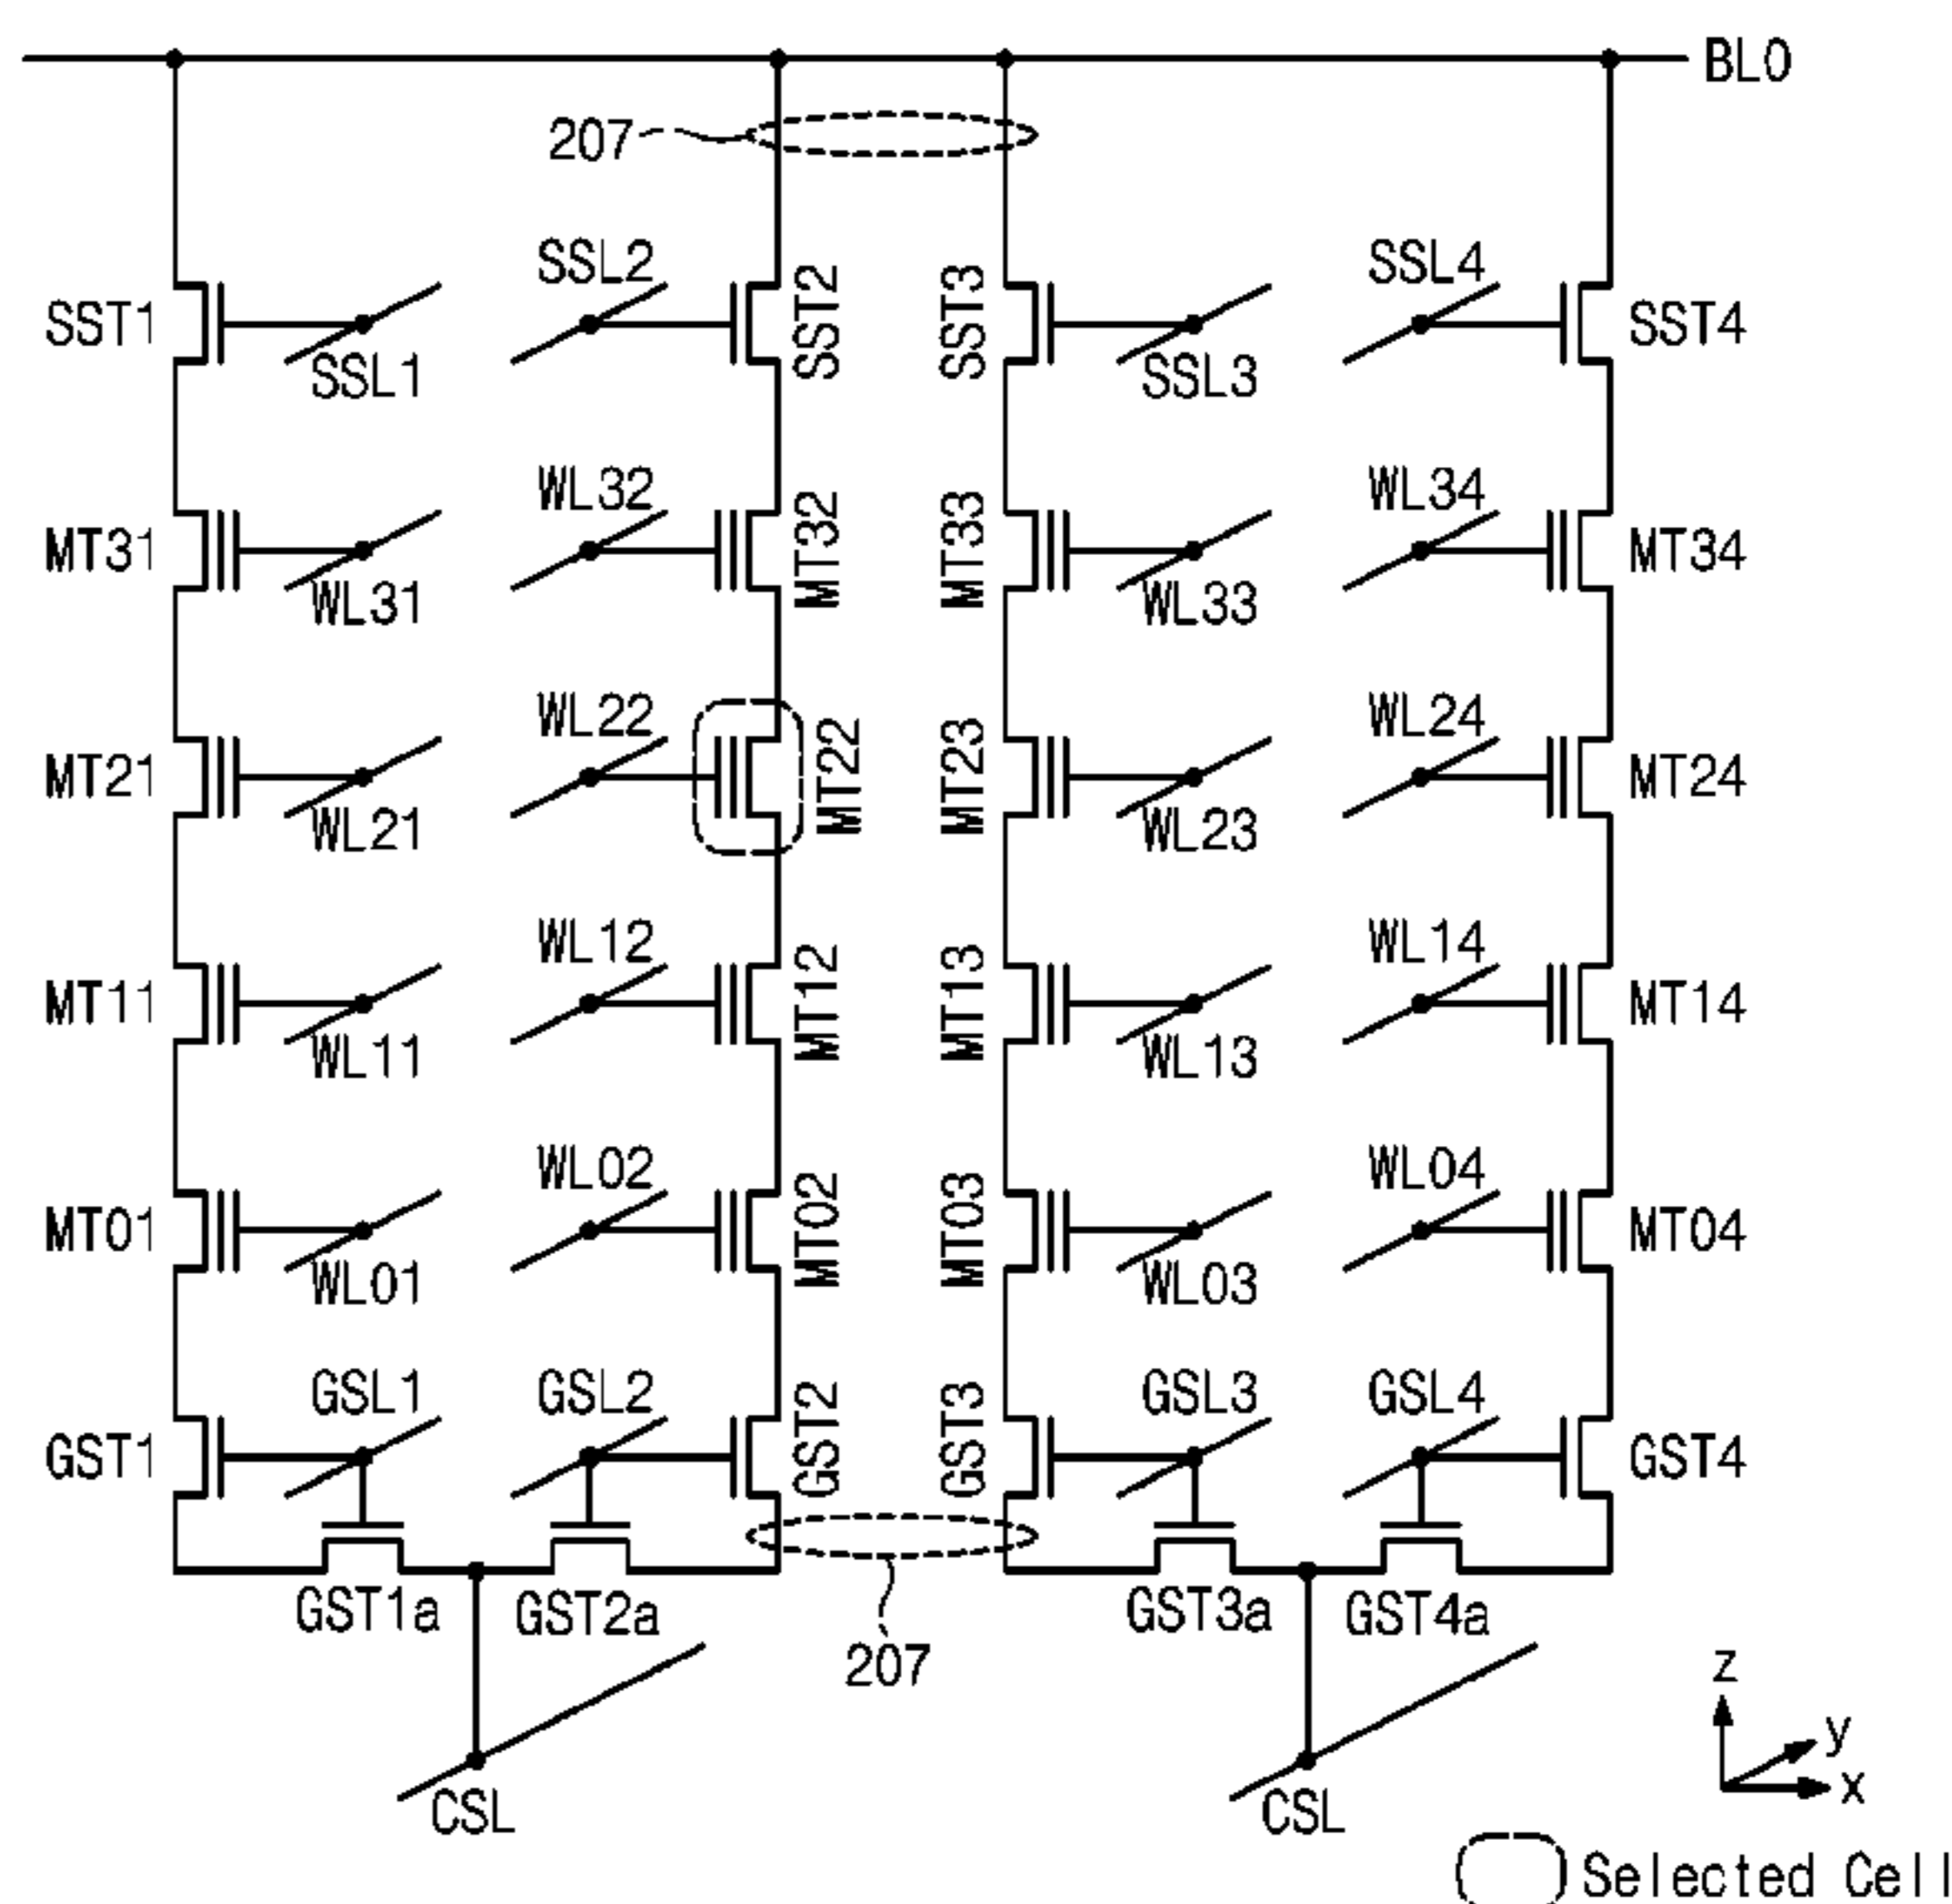 BL0
207
SSL2 SSL4
SST1 SSL1 SST2 SST3 SSL3 SST4
WL32 WL34
MT31 WL31 MT32 MT33 WL33 MT34
WL22 WL24
MT21 WL21 MT22 MT23 WL23 MT24
WL12 WL14
MT11 WL11 MT12 MT13 WL13 MT14
WL02 WL04
MT01 WL01 MT02 MT03 WL03 MT04
GSL1 GSL2 GSL3 GSL4
GST1 GST2 GST3 GST4
GST1a GST2a GST3a GST4a
207
z
y
x
CSL CSL
Selected Cell